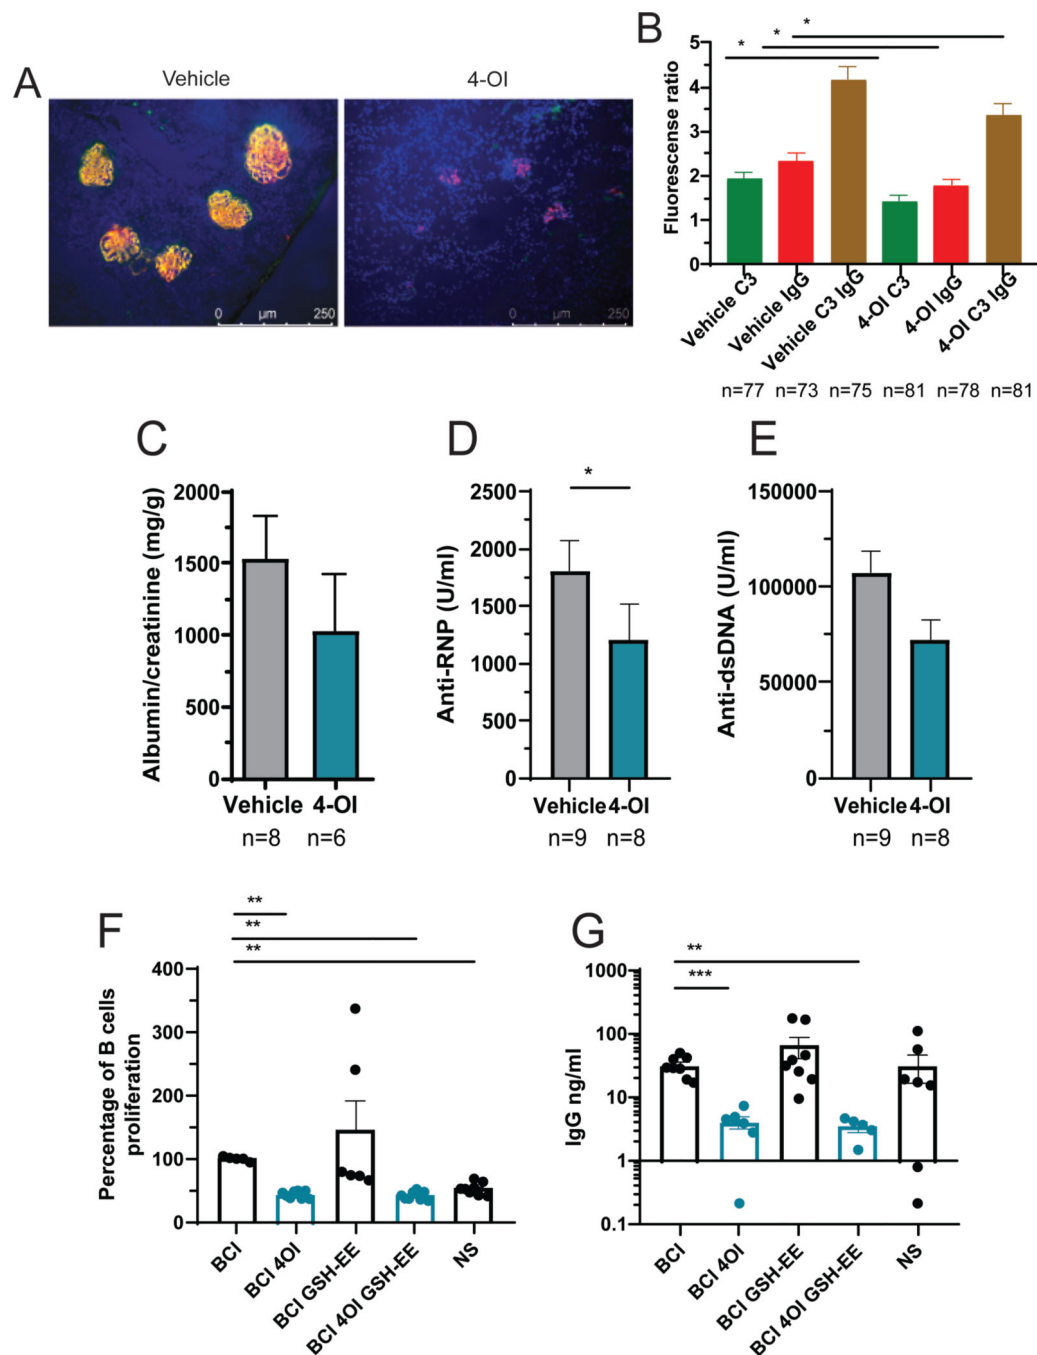 A
Vehicle
4-OI
0 µm 250
0 µm 250
B
* * *
Fluorescense ratio
5
4
3
2
1
0
Vehicle C3
Vehicle IgG
Vehicle C3 IgG
4-OI C3
4-OI IgG
4-OI C3 IgG
n=77 n=73 n=75 n=81 n=78 n=81
C
Albumin/creatinine (mg/g)
2000
1500
1000
500
0
Vehicle 4-OI
n=8 n=6
D
*
Anti-RNP (U/ml)
2500
2000
1500
1000
500
0
Vehicle 4-OI
n=9 n=8
E
Anti-dsDNA (U/ml)
150000
100000
50000
0
Vehicle 4-OI
n=9 n=8
F
**
**
**
Percentage of B cells
proliferation
400
300
200
100
0
BCI
BCI 4OI
BCI GSH-EE
BCI 4OI GSH-EE
NS
G
**
***
IgG ng/ml
1000
100
10
1
0.1
BCI
BCI 4OI
BCI GSH-EE
BCI 4OI GSH-EE
NS